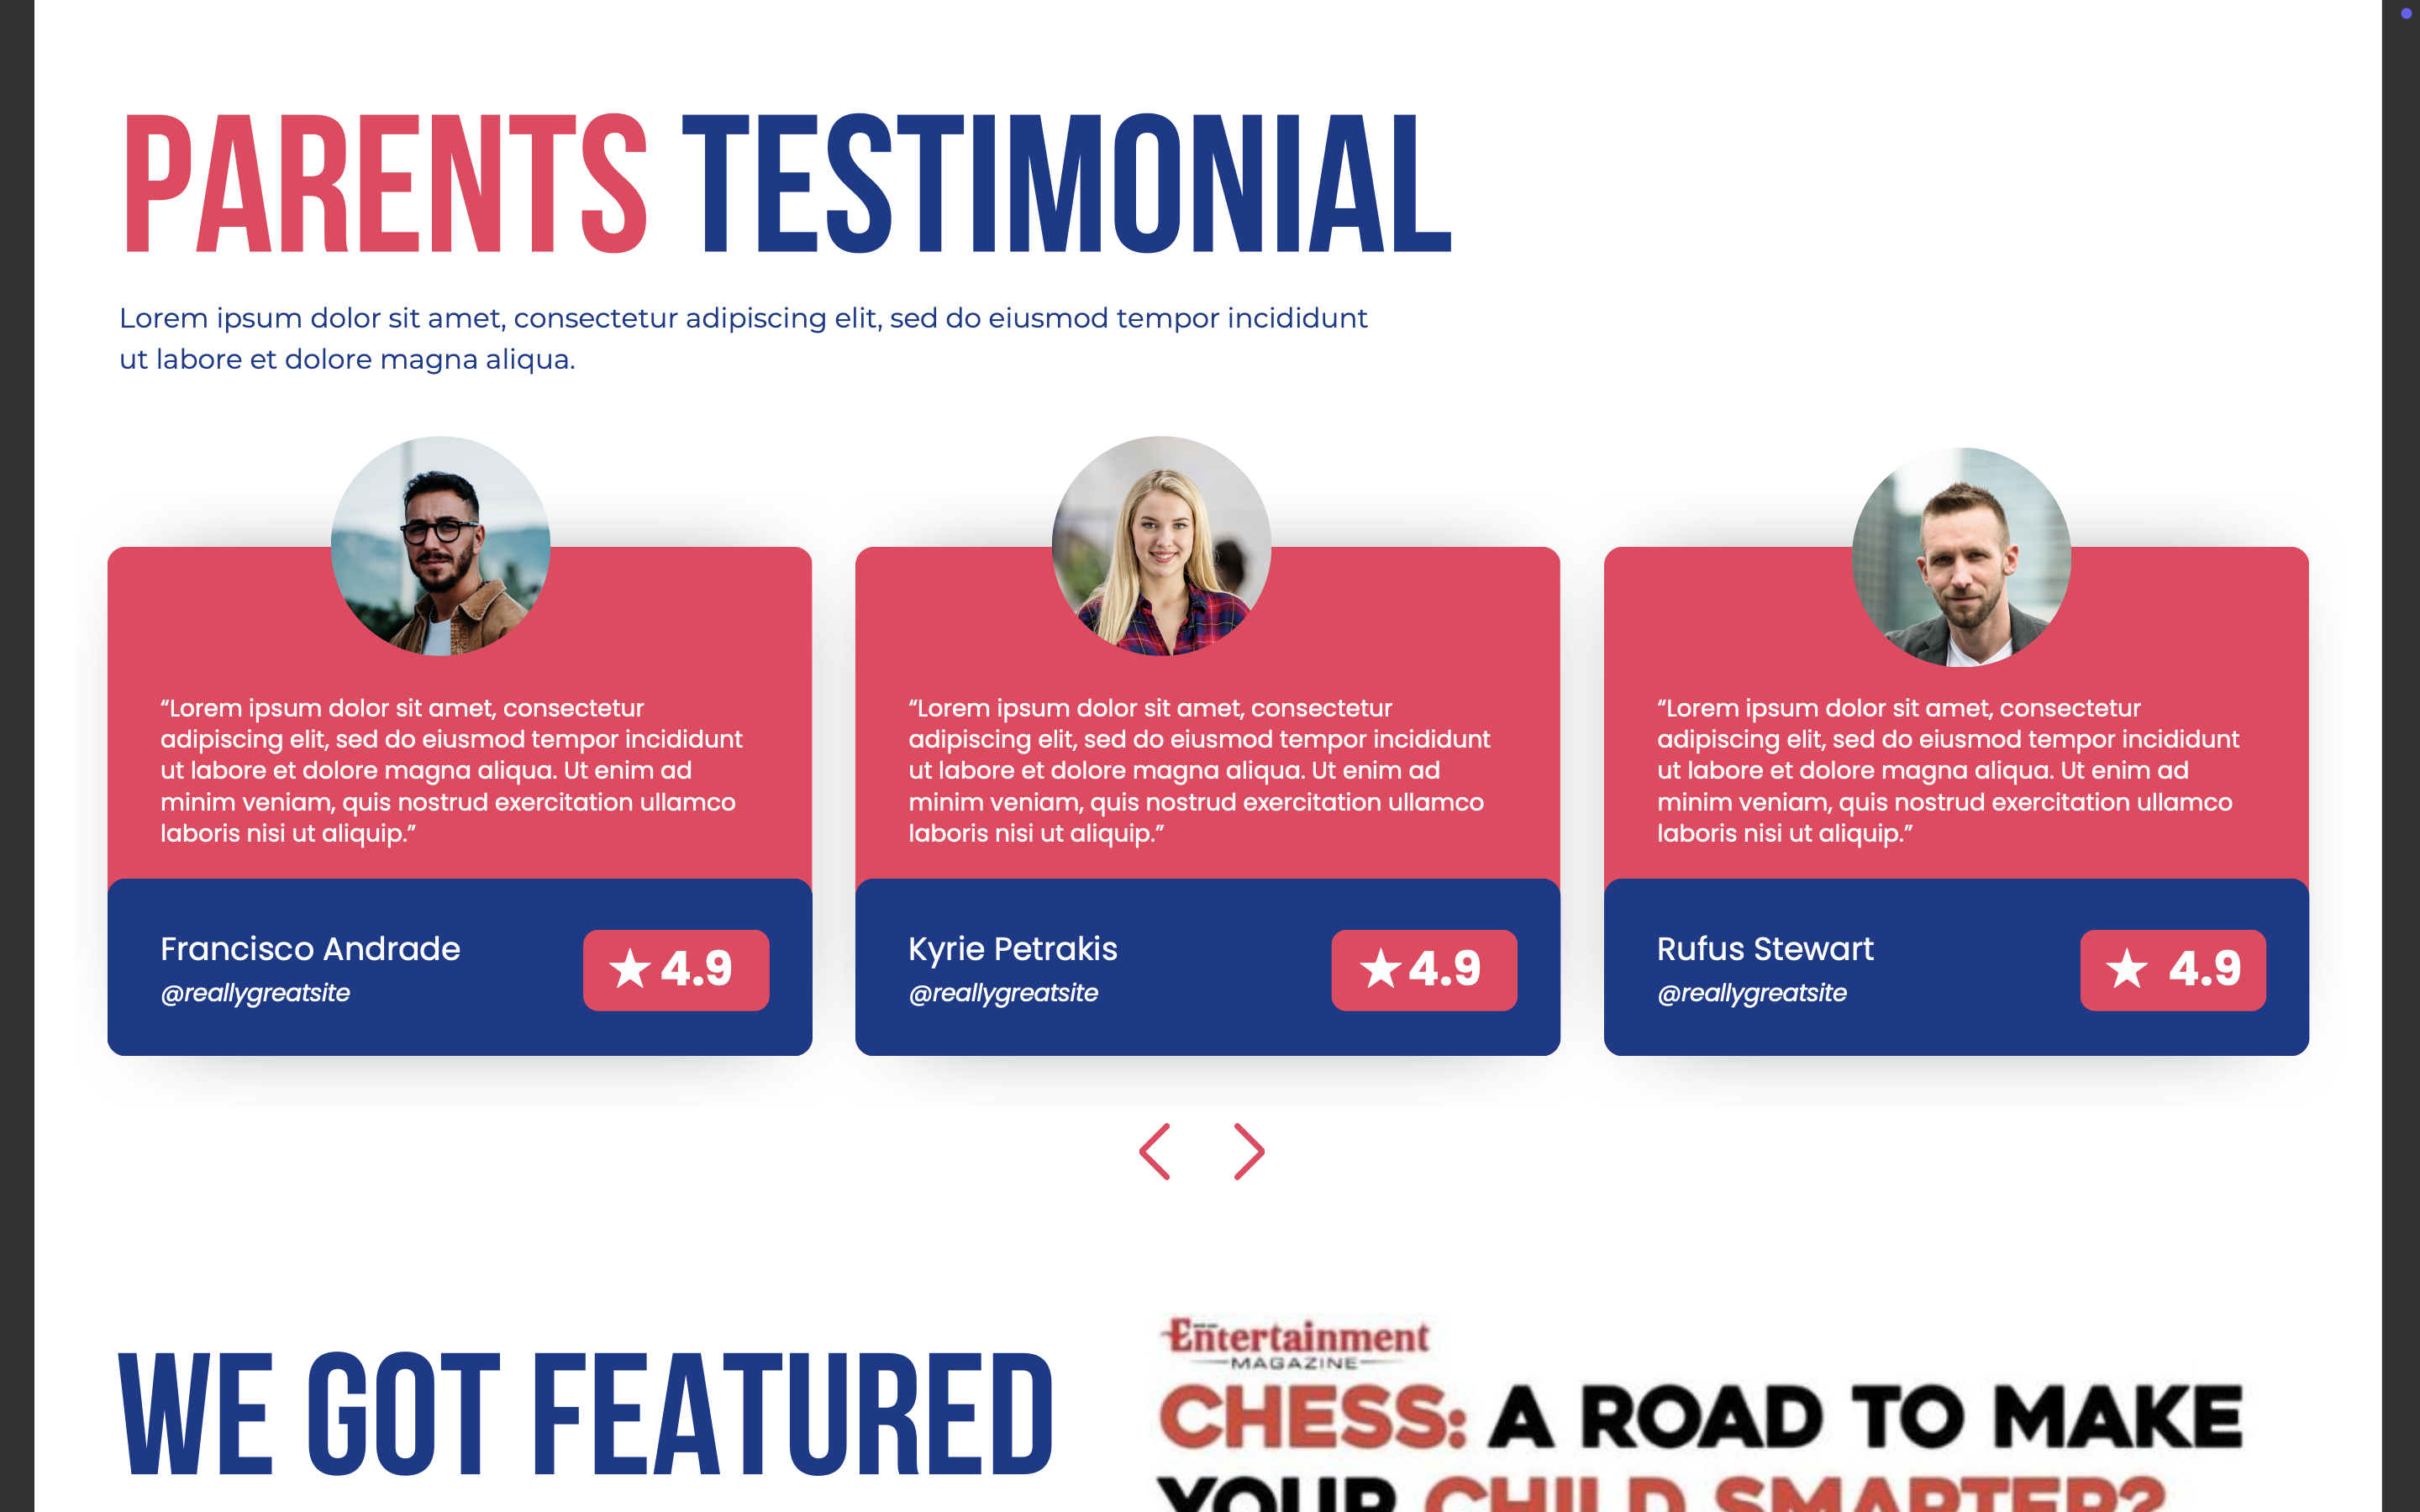 PARENTS TESTIMONIAL
Lorem ipsum dolor sit amet, consectetur adipiscing elit, sed do eiusmod tempor incididunt
ut labore et dolore magna aliqua.
“Lorem ipsum dolor sit amet, consectetur
adipiscing elit, sed do eiusmod tempor incididunt
ut labore et dolore magna aliqua. Ut enim ad
minim veniam, quis nostrud exercitation ullamco
laboris nisi ut aliquip.”
Francisco Andrade
@reallygreatsite
★ 4.9
“Lorem ipsum dolor sit amet, consectetur
adipiscing elit, sed do eiusmod tempor incididunt
ut labore et dolore magna aliqua. Ut enim ad
minim veniam, quis nostrud exercitation ullamco
laboris nisi ut aliquip.”
Kyrie Petrakis
@reallygreatsite
★ 4.9
“Lorem ipsum dolor sit amet, consectetur
adipiscing elit, sed do eiusmod tempor incididunt
ut labore et dolore magna aliqua. Ut enim ad
minim veniam, quis nostrud exercitation ullamco
laboris nisi ut aliquip.”
Rufus Stewart
@reallygreatsite
★ 4.9
WE GOT FEATURED
Entertainment
MAGAZINE
CHESS: A ROAD TO MAKE
YOUR CHILD SMARTER?